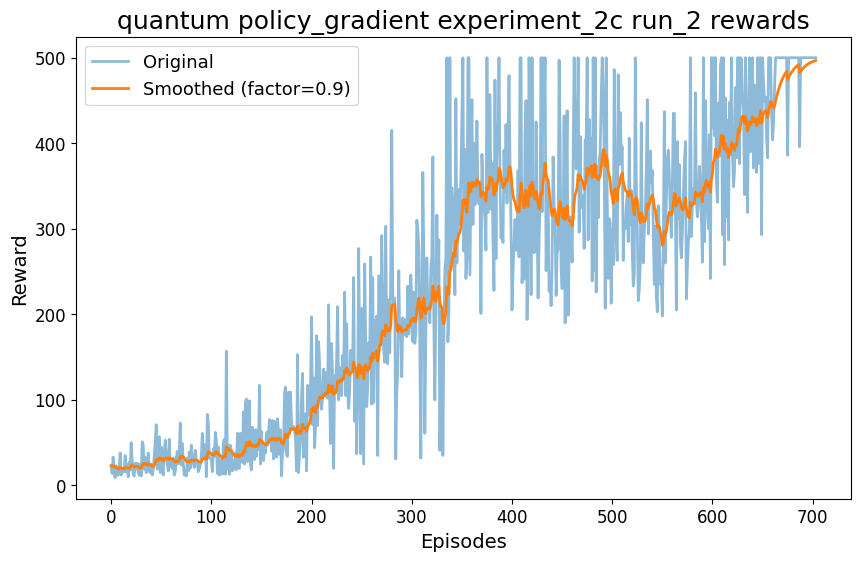 quantum policy_gradient experiment_2c run_2 rewards
Original
Smoothed (factor=0.9)
Reward
500
400
300
200
100
0
0 100 200 300 400 500 600 700
Episodes